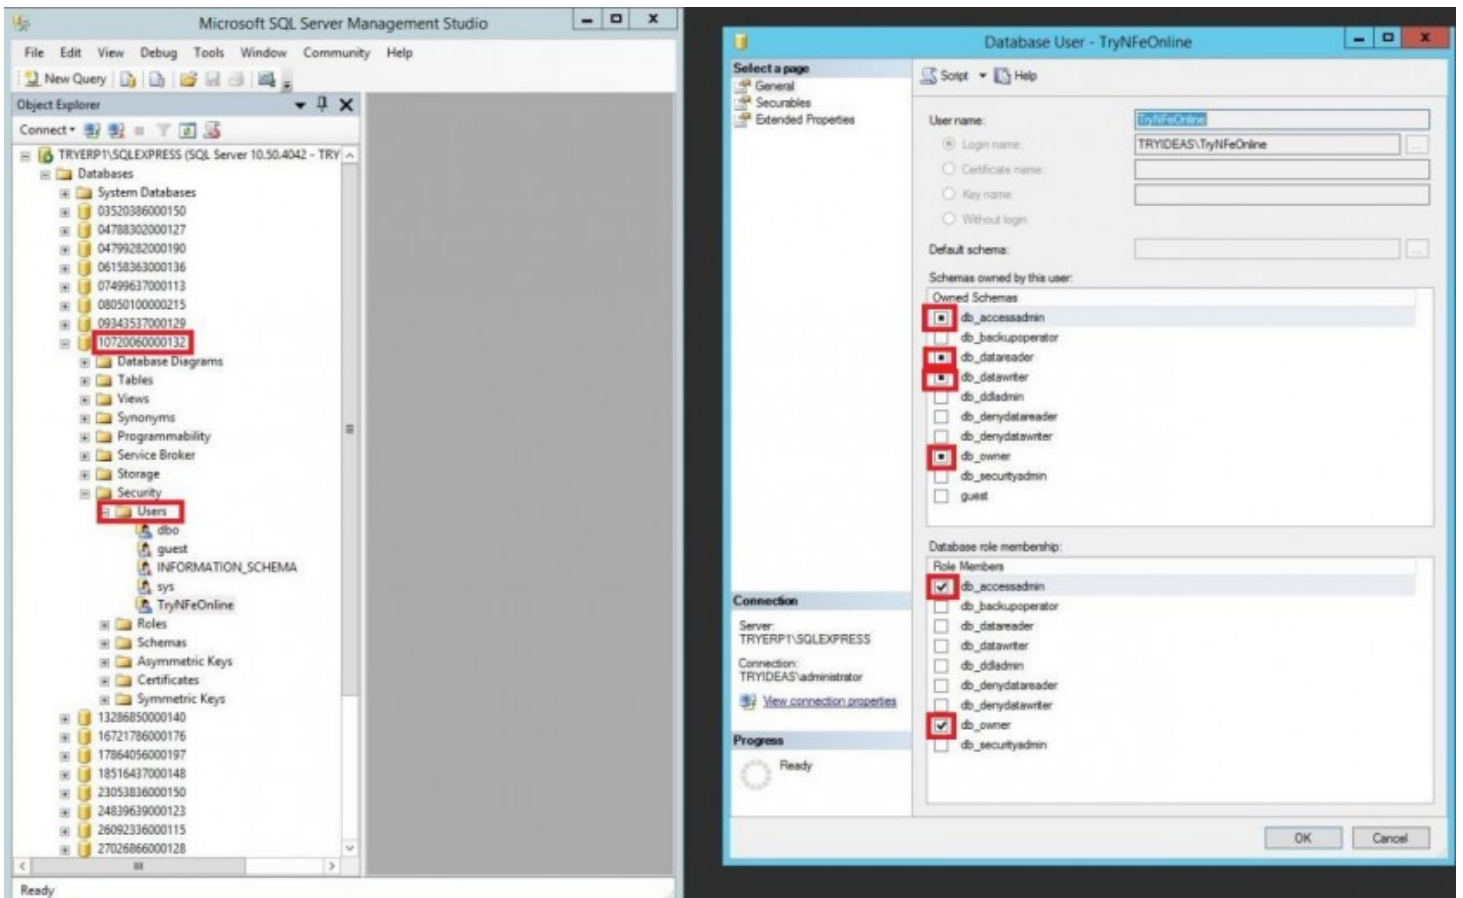 Microsoft SQL Server Management Studio
File Edit View Debug Tools Window Community Help
New Query
Object Explorer
Connect
TRYERP1\SQLEXPRESS (SQL Server 10.50.4042 - TRY
Databases
System Databases
03520386000150
04788302000127
04799282000190
06158363000136
07499637000113
08050100000215
09343537000129
10720060000132
Database Diagrams
Tables
Views
Synonyms
Programmability
Service Broker
Storage
Security
Users
dbo
guest
INFORMATION_SCHEMA
sys
TryNFeOnline
Roles
Schemas
Asymmetric Keys
Certificates
Symmetric Keys
13286850000140
16721786000176
17864056000197
18516437000148
23053836000150
24839639000123
26092336000115
27026866000128
Ready
Database User - TryNFeOnline
Select a page
General
Securables
Extended Properties
Script Help
User name: TryNFeOnline
Login name: TRYIDEAS\TryNFeOnline
Certificate name:
Key name:
Without login
Default schema:
Schemas owned by this user:
Owned Schemas
db_accessadmin
db_backupoperator
db_datareader
db_datawriter
db_ddladmin
db_denydatareader
db_denydatawriter
db_owner
db_securityadmin
guest
Database role membership:
Role Members
db_accessadmin
db_backupoperator
db_datareader
db_datawriter
db_ddladmin
db_denydatareader
db_denydatawriter
db_owner
db_securityadmin
Connection
Server:
TRYERP1\SQLEXPRESS
Connection:
TRYIDEAS\administrator
View connection properties
Progress
Ready
OK Cancel